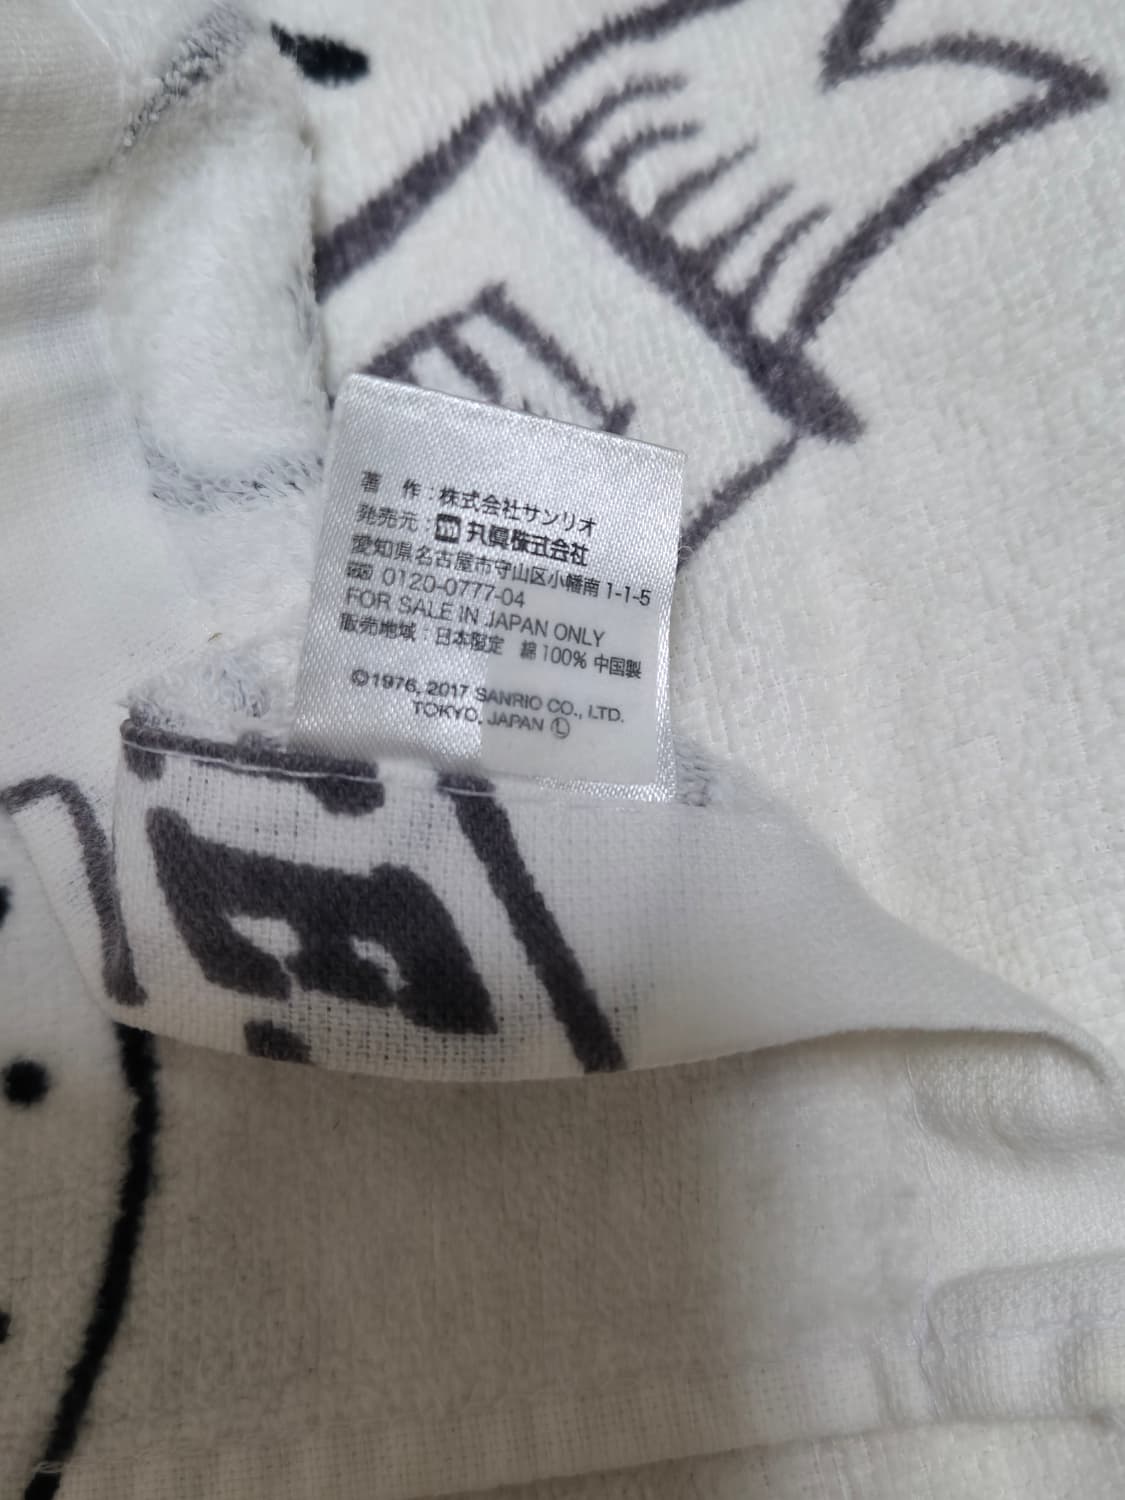 著 作：株式会社サンリオ
発売元：m 丸眞株式会社
愛知県名古屋市守山区小幡南1-1-5
0120-0777-04
FOR SALE IN JAPAN ONLY
販売地域：日本限定 綿100% 中国製
©1976, 2017 SANRIO CO., LTD.
TOKYO, JAPAN Ⓛ